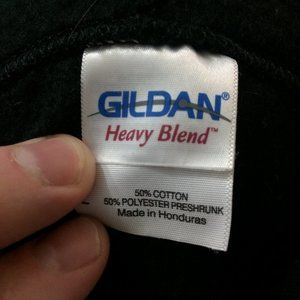 GILDAN®
Heavy Blend™
50% COTTON
50% POLYESTER PRESHRUNK
Made in Honduras